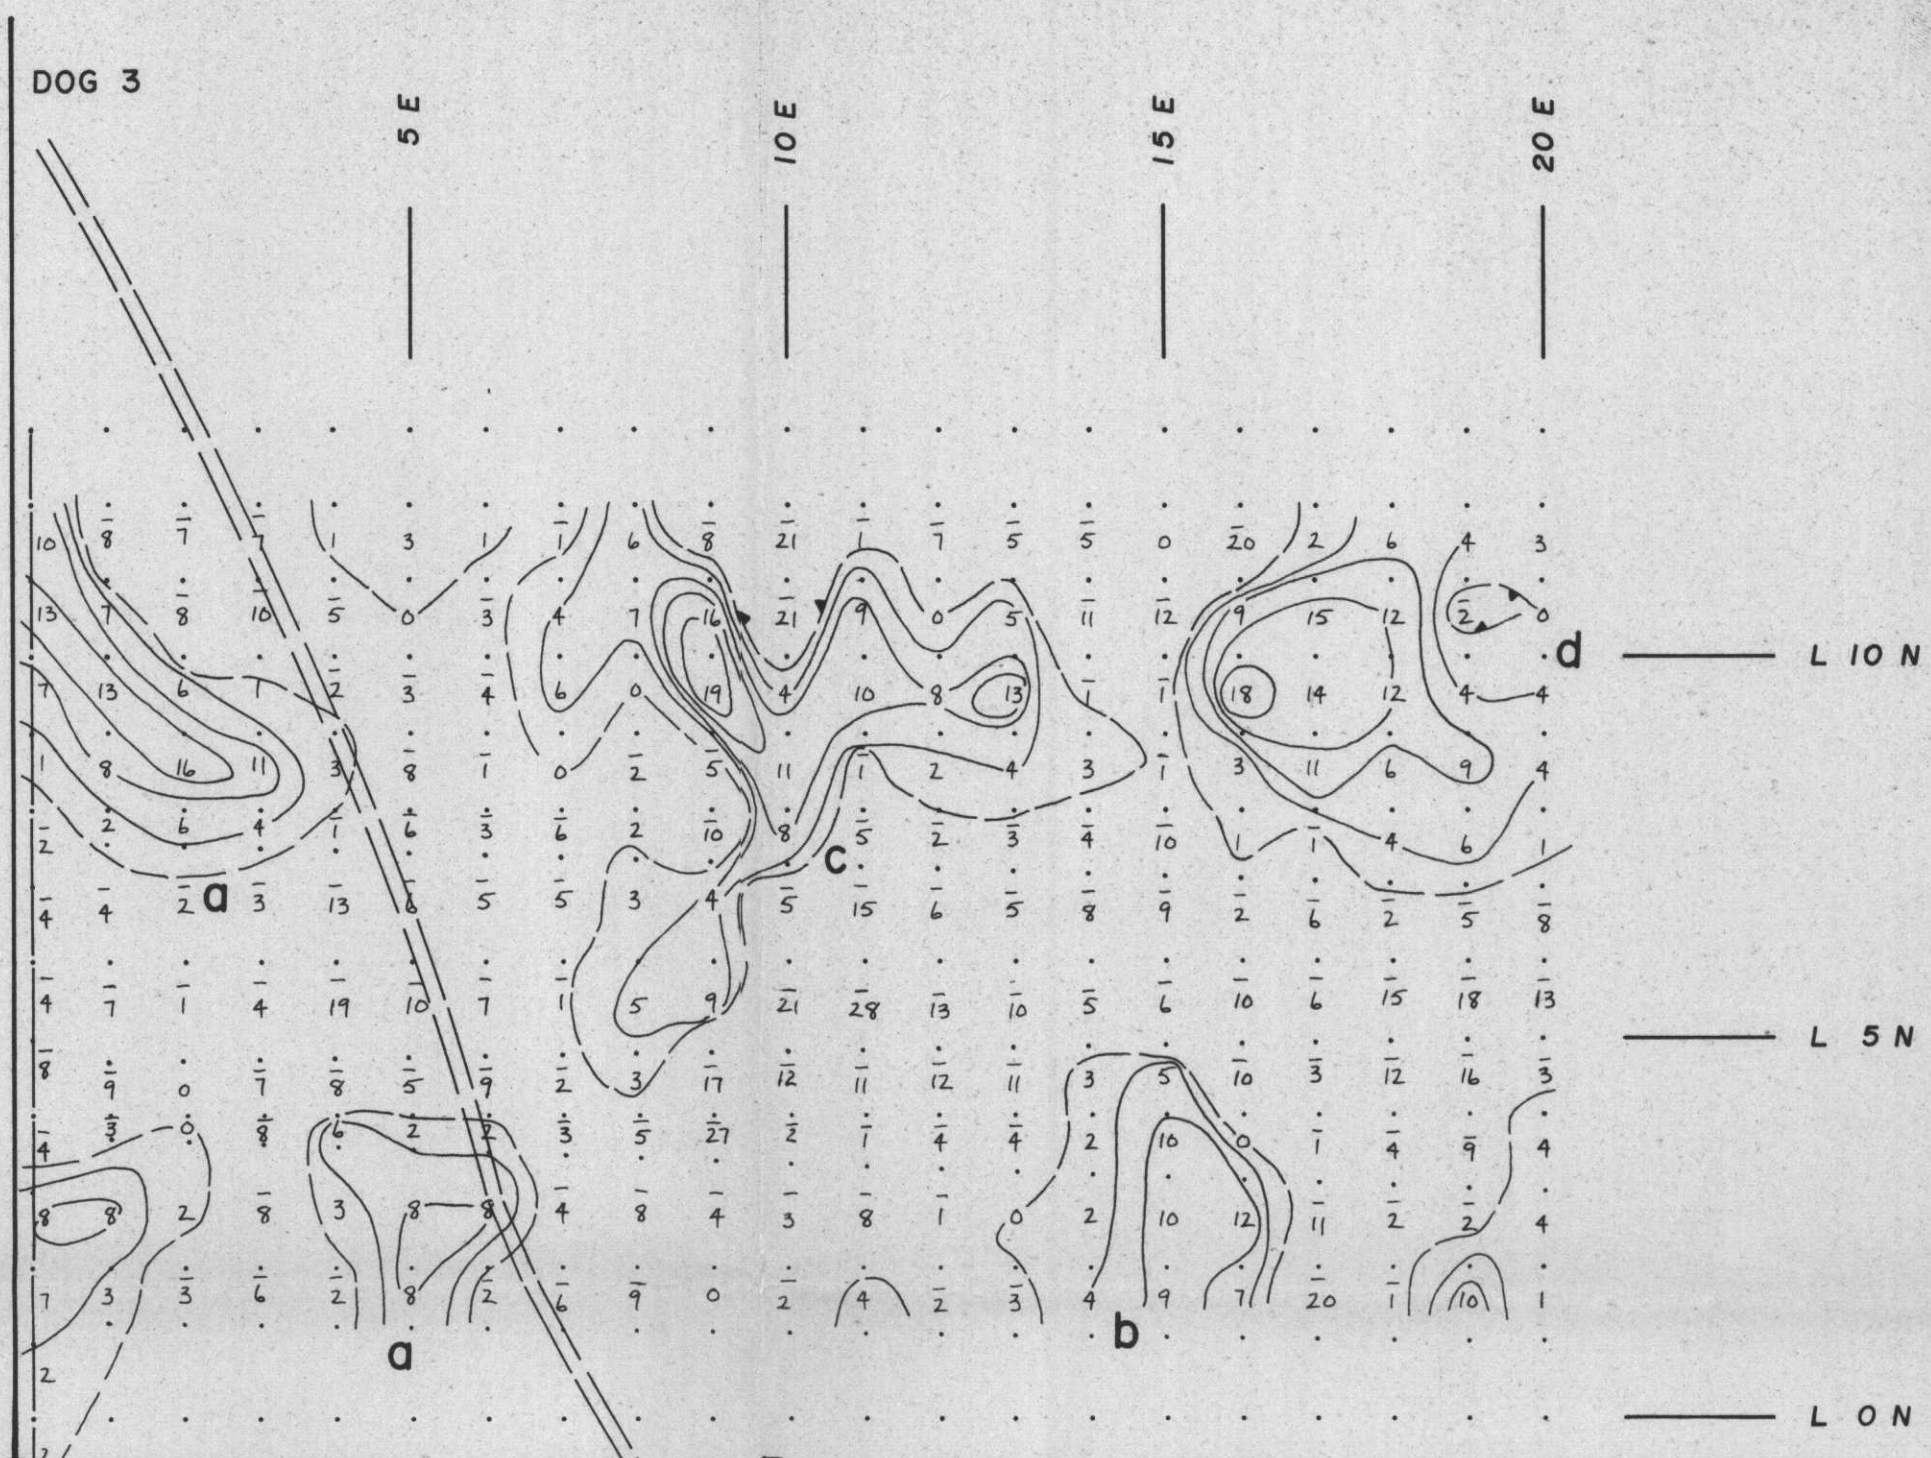 DOG 3
5 E
10 E
15 E
20 E
10 -8 -7 -7 -1 3 -1 -1 6 -8 -21 -1 -7 -5 -5 0 -20 2 6 4 3
13 7 -8 -10 -5 0 -3 4 7 16 -21 9 0 5 -11 -12 9 15 12 -2 0
d
L 10 N
7 13 6 1 -2 -3 -4 6 0 19 4 10 8 13 -1 -1 18 14 12 4 4
1 8 16 11 3 -8 -1 0 -2 -5 11 -1 2 4 3 -1 3 11 6 9 4
-2 2 6 4 -1 -6 -3 -6 2 -10 8 -5 -2 -3 -4 -10 1 -1 4 6 1
c
a
-4 -4 -2 -3 -13 -6 -5 -5 3 4 -5 -15 -6 -5 -8 -9 -2 -6 -2 -5 -8
-4 -7 -1 -4 -19 -10 -7 -1 5 9 -21 -28 -13 -10 -5 -6 -10 -6 -15 -18 -13
L 5 N
-8 -9 0 -7 -8 -5 -9 -2 3 -17 -12 -11 -12 -11 3 5 -10 -3 -12 -16 -3
-4 -3 0 -8 6 2 2 -3 -5 -27 -2 -1 -4 -4 2 10 0 -1 -4 -9 4
8 8 2 -8 3 8 8 -4 -8 -4 -3 -8 -1 0 2 10 12 -11 -2 -2 4
7 3 -3 -6 -2 8 -2 -6 -9 0 -2 4 -2 -3 4 9 7 -20 -1 10 1
a
b
2
L 0 N